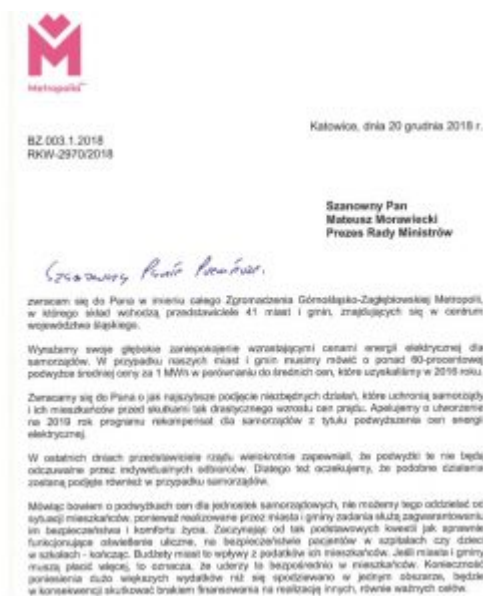 Metropolia
Katowice, dnia 20 grudnia 2018 r.
BZ.003.1.2018
RKW-2970/2018
Szanowny Pan
Mateusz Morawiecki
Prezes Rady Ministrów
Szanowny Panie Premierze,
zwracam się do Pana w imieniu całego Zgromadzenia Górnośląsko-Zagłębiowskiej Metropolii,
w którego skład wchodzą przedstawiciele 41 miast i gmin, znajdujących się w centrum
województwa śląskiego.
Wyrażamy swoje głębokie zaniepokojenie wzrastającymi cenami energii elektrycznej dla
samorządów. W przypadku naszych miast i gmin musimy mówić o ponad 60-procentowej
podwyżce średniej ceny za 1 MWh w porównaniu do średnich cen, które uzyskaliśmy w 2016 roku.
Zwracamy się do Pana o jak najszybsze podjęcie niezbędnych działań, które uchronią samorządy
i ich mieszkańców przed skutkami tak drastycznego wzrostu cen prądu. Apelujemy o utworzenie
na 2019 rok programu rekompensat dla samorządów z tytułu podwyższenia cen energii
elektrycznej.
W ostatnich dniach przedstawiciele rządu wielokrotnie zapewniali, że podwyżki te nie będą
odczuwalne przez indywidualnych odbiorców. Dlatego też oczekujemy, że podobne działania
zostaną podjęte również w przypadku samorządów.
Mówiąc bowiem o podwyżkach cen dla jednostek samorządowych, nie możemy tego oddzielać od
sytuacji mieszkańców, ponieważ realizowane przez miasta i gminy zadania służą zagwarantowaniu
im bezpieczeństwa i komfortu życia. Zaczynając od tak podstawowych kwestii jak sprawnie
funkcjonujące oświetlenie uliczne, na bezpieczeństwie pacjentów w szpitalach czy dzieci
w szkołach - kończąc. Budżety miast to wpływy z podatków ich mieszkańców. Jeśli miasta i gminy
muszą płacić więcej, to oznacza, że uderzy to bezpośrednio w mieszkańców. Konieczność
poniesienia dużo większych wydatków niż się spodziewano w jednym obszarze, będzie
w konsekwencji skutkować brakiem finansowania na realizację innych, równie ważnych celów.